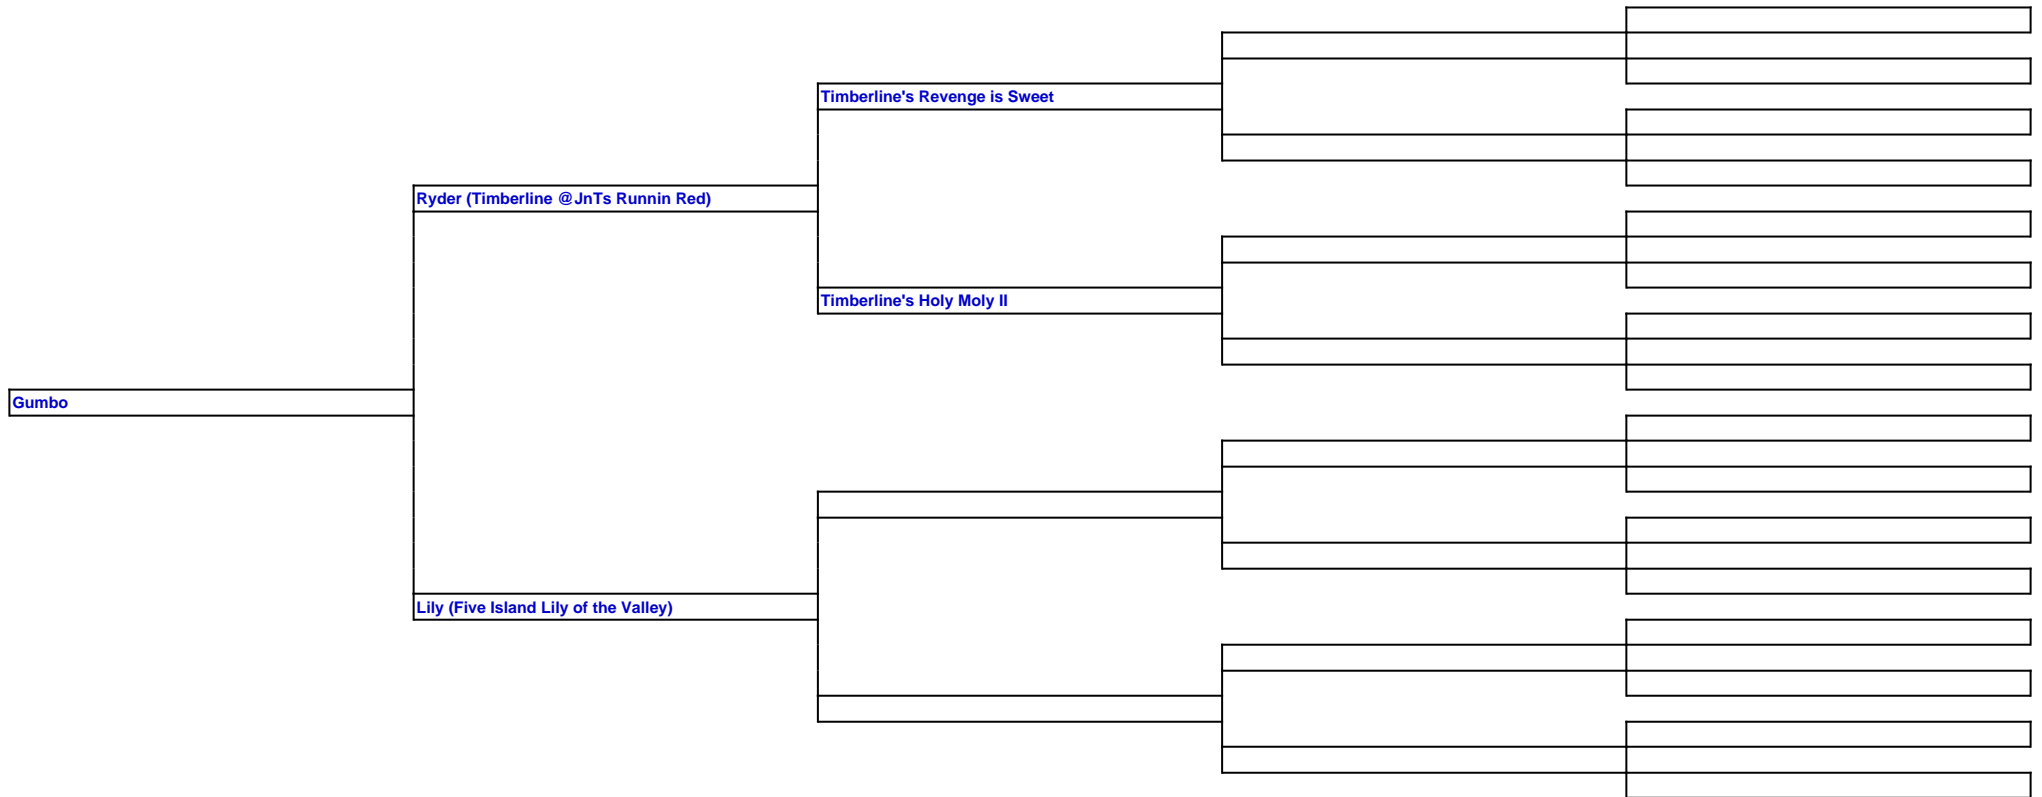 Timberline's Revenge is Sweet
Ryder (Timberline @JnTs Runnin Red)
Timberline's Holy Moly II
Gumbo
Lily (Five Island Lily of the Valley)